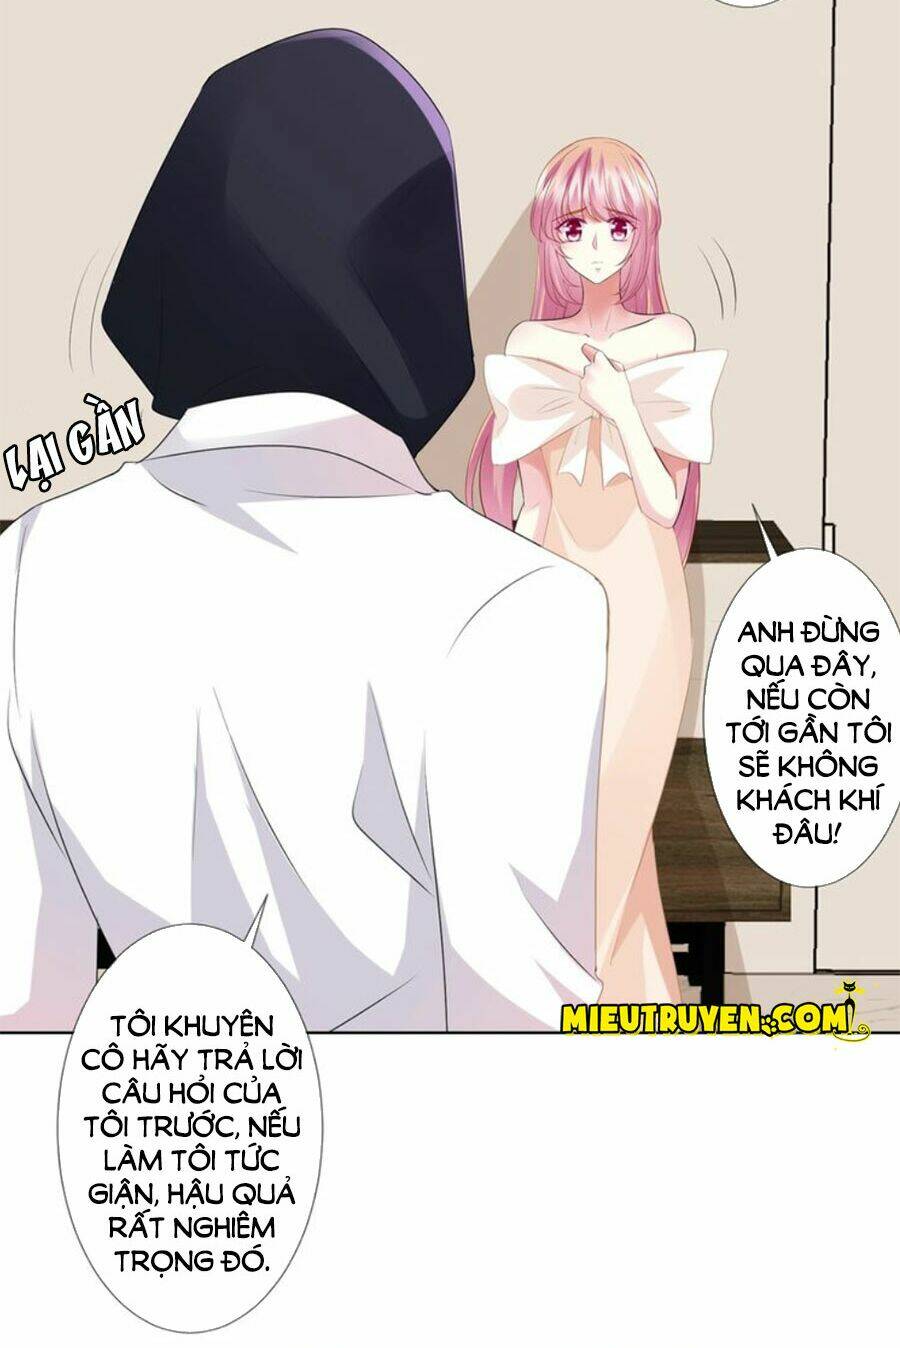 LẠI GẦN
ANH ĐỪNG
QUA ĐÂY,
NẾU CÒN
TỚI GẦN TÔI
SẼ KHÔNG
KHÁCH KHÍ
ĐÂU!
MIEUTRUYEN.COM
TÔI KHUYÊN
CÔ HÃY TRẢ LỜI
CÂU HỎI CỦA
TÔI TRƯỚC, NẾU
LÀM TÔI TỨC
GIẬN, HẬU QUẢ
RẤT NGHIÊM
TRỌNG ĐÓ.